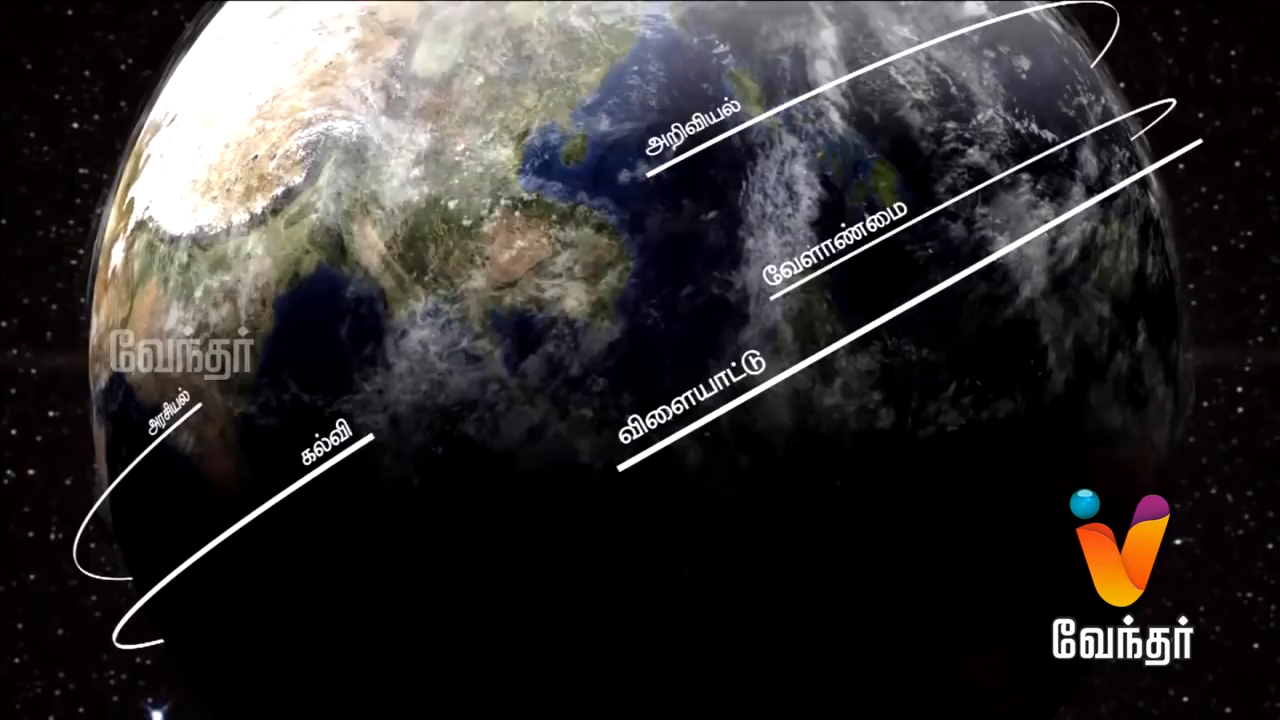 அறிவியல்
வேளாண்மை
விளையாட்டு
வேந்தர்
அரசியல்
கல்வி
வேந்தர்